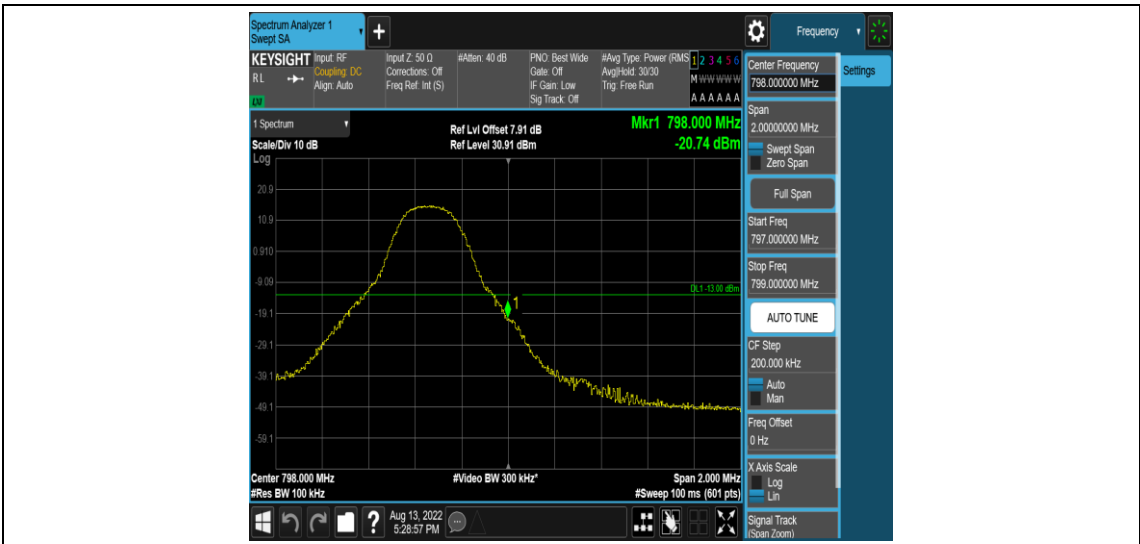 Spectrum Analyzer 1
Swept SA
+
Frequency
KEYSIGHT
RL
LXI
Input: RF
Coupling: DC
Align: Auto
Input Z: 50 Ω
Corrections: Off
Freq Ref: Int (S)
#Atten: 40 dB
PNO: Best Wide
Gate: Off
IF Gain: Low
Sig Track: Off
#Avg Type: Power (RMS
Avg|Hold: 30/30
Trig: Free Run
1 2 3 4 5 6
M W W W W W
A A A A A A
1 Spectrum
Scale/Div 10 dB
Ref Lvl Offset 7.91 dB
Ref Level 30.91 dBm
Mkr1 798.000 MHz
-20.74 dBm
Log
20.9
10.9
0.910
-9.09
-19.1
-29.1
-39.1
-49.1
-59.1
DL1 -13.00 dBm
1
Center 798.000 MHz
#Res BW 100 kHz
#Video BW 300 kHz*
Span 2.000 MHz
#Sweep 100 ms (601 pts)
Aug 13, 2022
5:28:57 PM
?
Center Frequency
798.000000 MHz
Settings
Span
2.00000000 MHz
Swept Span
Zero Span
Full Span
Start Freq
797.000000 MHz
Stop Freq
799.000000 MHz
AUTO TUNE
CF Step
200.000 kHz
Auto
Man
Freq Offset
0 Hz
X Axis Scale
Log
Lin
Signal Track
(Span Zoom)